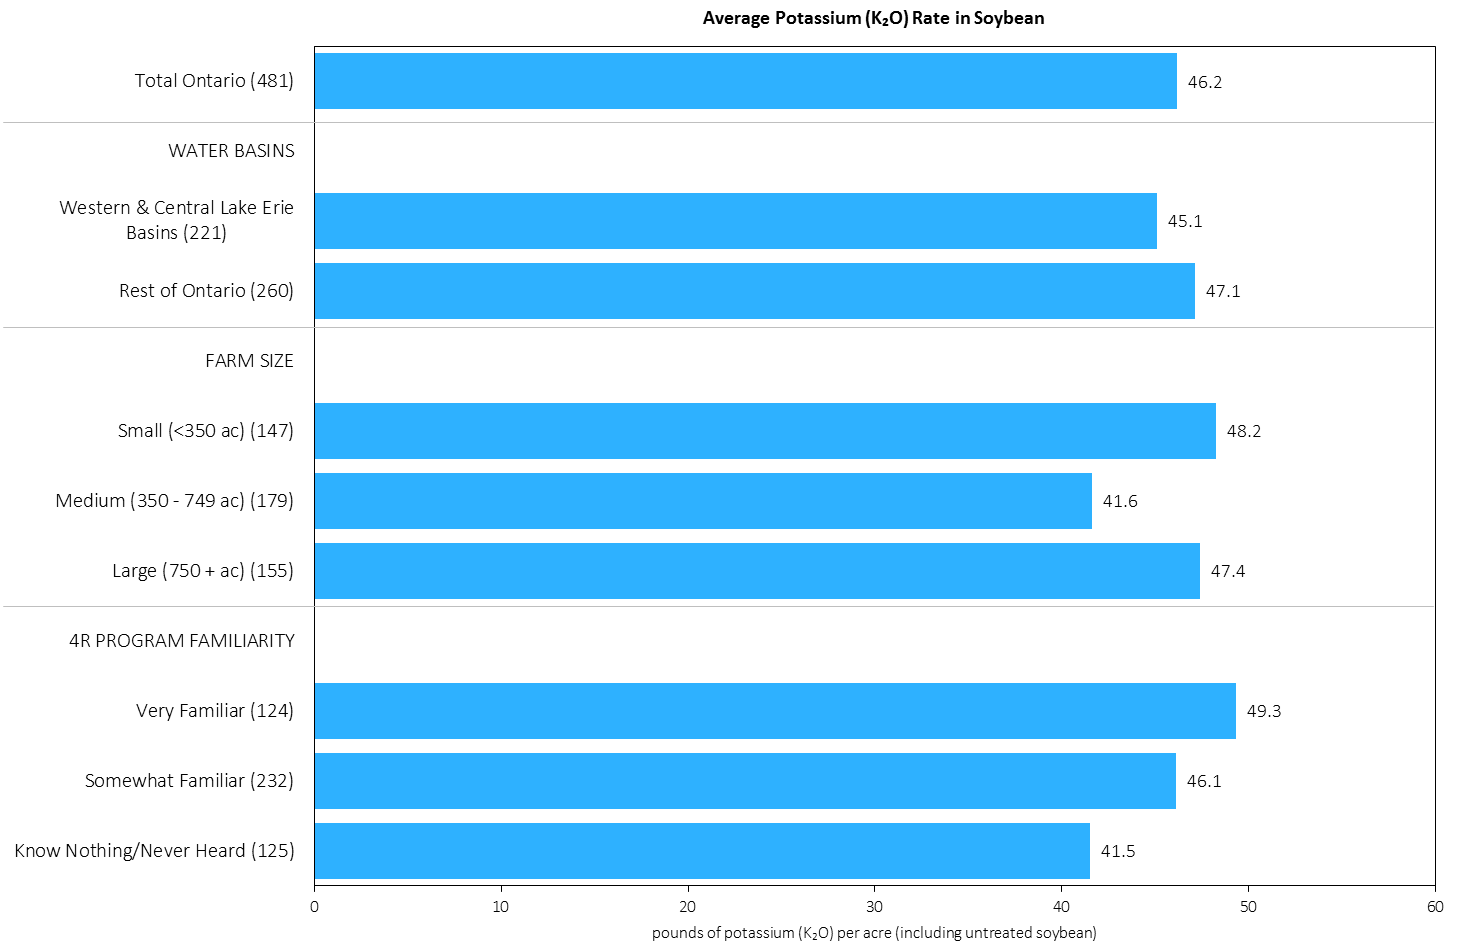 Average Potassium (K₂O) Rate in Soybean
Total Ontario (481)
46.2
WATER BASINS
Western & Central Lake Erie
Basins (221)
45.1
Rest of Ontario (260)
47.1
FARM SIZE
Small (<350 ac) (147)
48.2
Medium (350 - 749 ac) (179)
41.6
Large (750 + ac) (155)
47.4
4R PROGRAM FAMILIARITY
Very Familiar (124)
49.3
Somewhat Familiar (232)
46.1
Know Nothing/Never Heard (125)
41.5
0 10 20 30 40 50 60
pounds of potassium (K₂O) per acre (including untreated soybean)